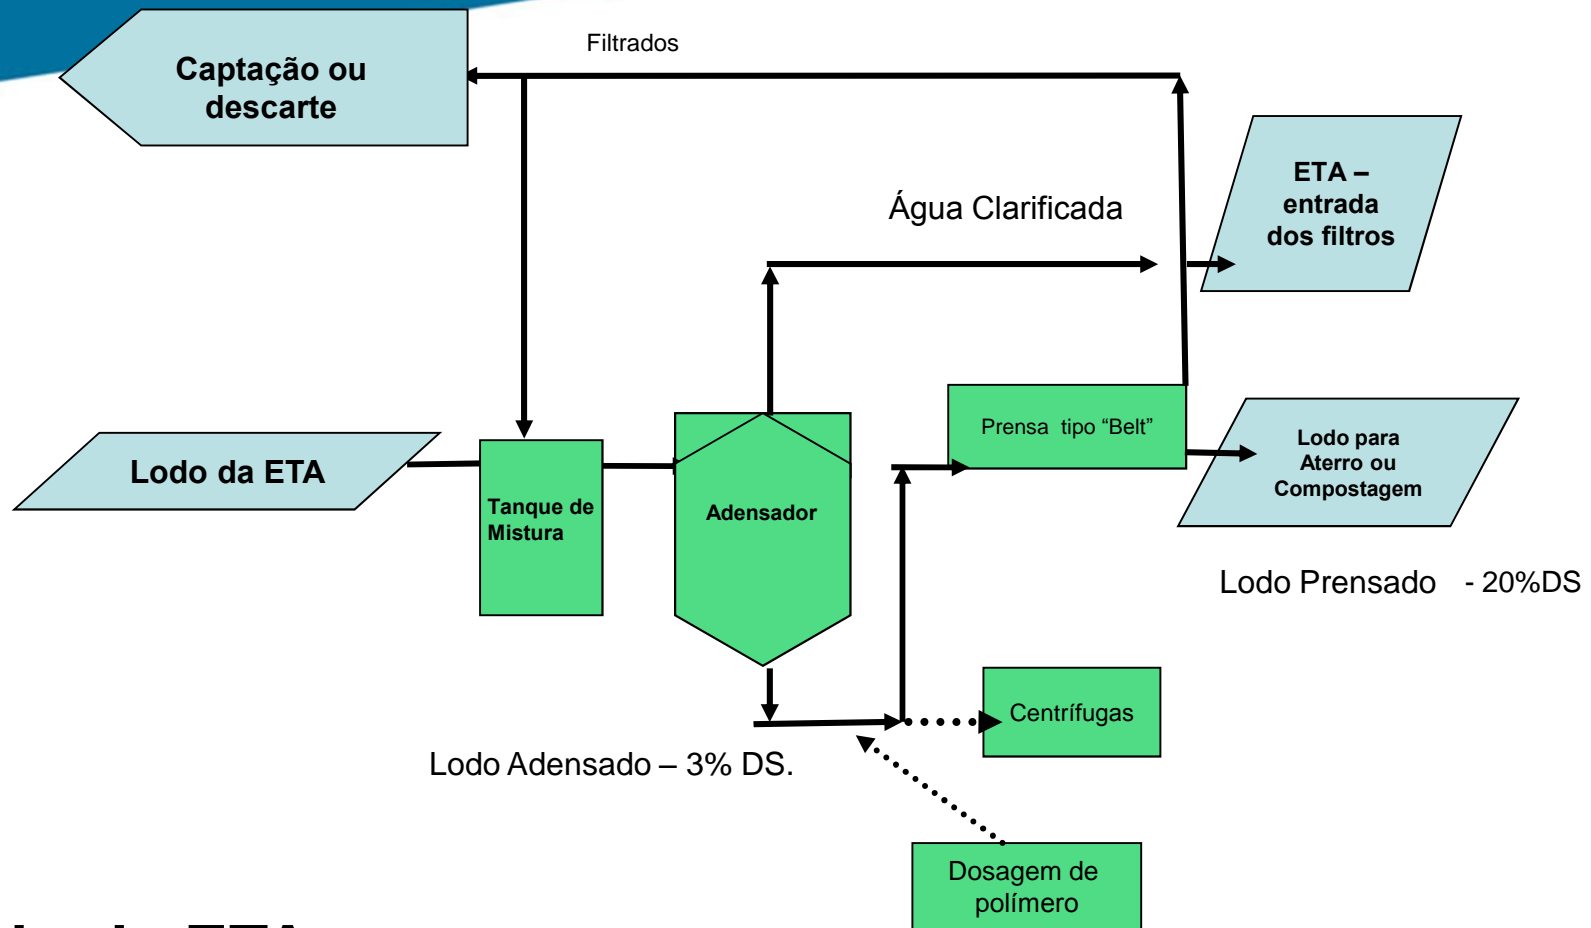 Filtrados
Captação ou
descarte
ETA –
entrada
dos filtros
Água Clarificada
Prensa tipo “Belt”
Lodo para
Aterro ou
Compostagem
Lodo da ETA
Tanque de
Mistura
Adensador
Lodo Prensado - 20%DS
Centrífugas
Lodo Adensado – 3% DS.
Dosagem de
polímero